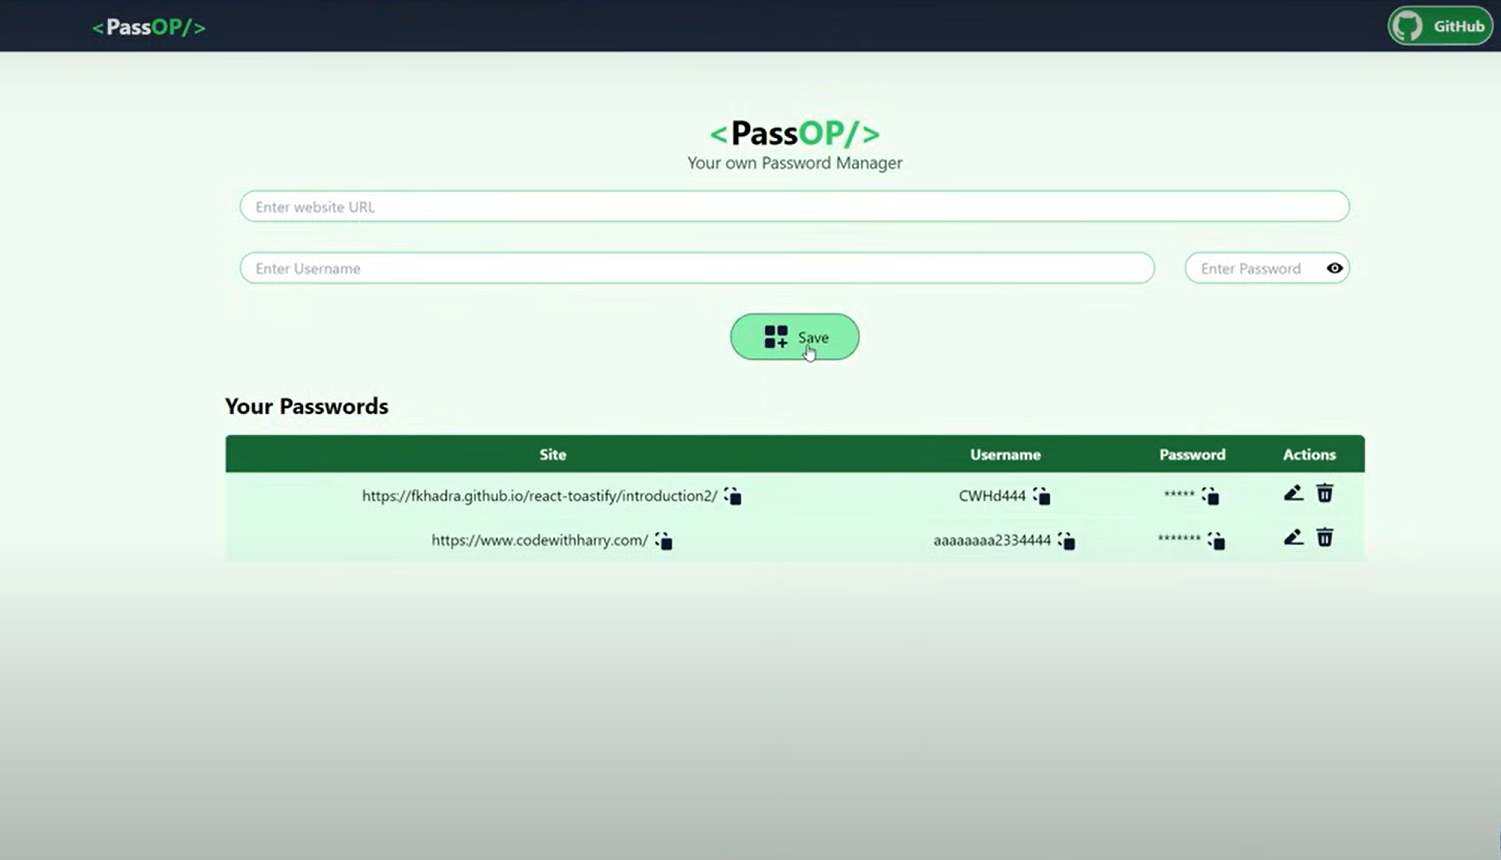 <PassOP/>
GitHub
<PassOP/>
Your own Password Manager
Enter website URL
Enter Username
Enter Password
Save
Your Passwords
Site Username Password Actions
https://fkhadra.github.io/react-toastify/introduction2/ CWHd444 *****
https://www.codewithharry.com/ aaaaaaaa2334444 *******